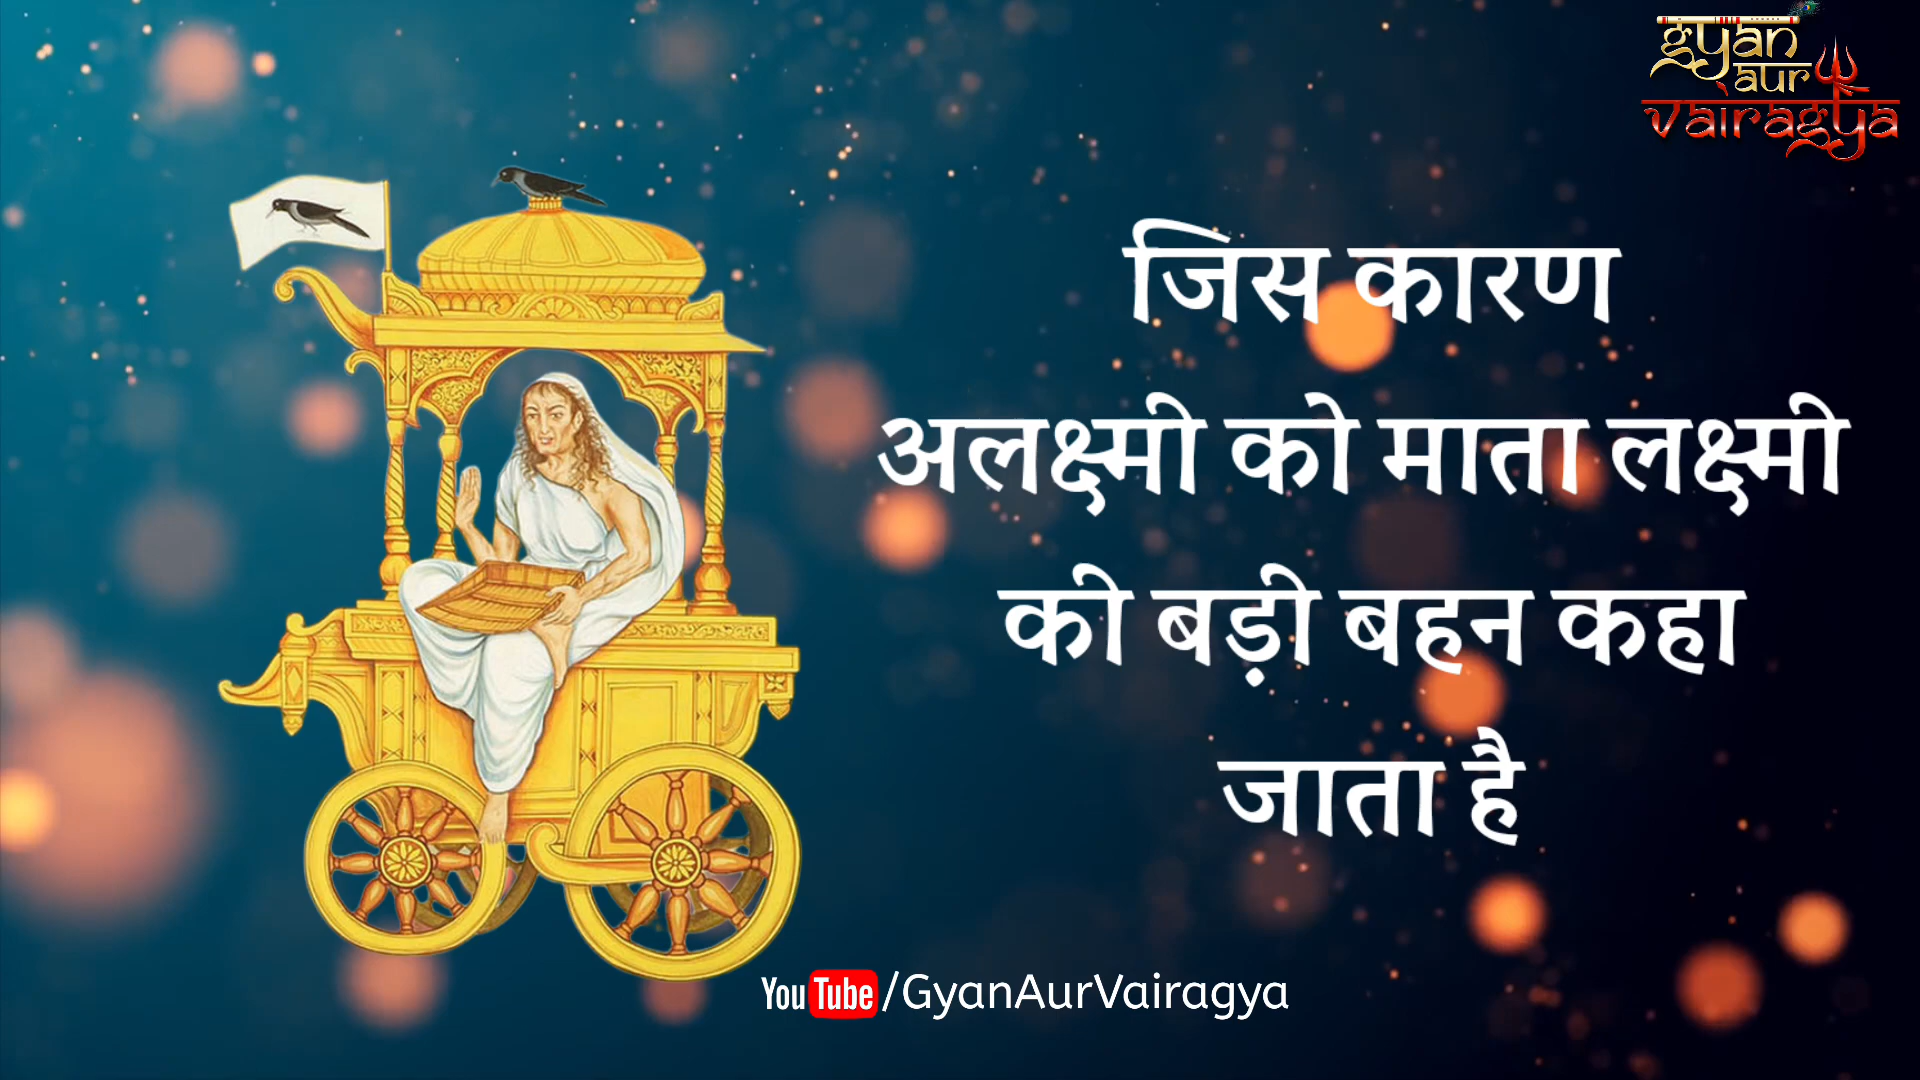 gyan
aur
vairagya
जिस कारण
अलक्ष्मी को माता लक्ष्मी
की बड़ी बहन कहा
जाता है
YouTube/GyanAurVairagya